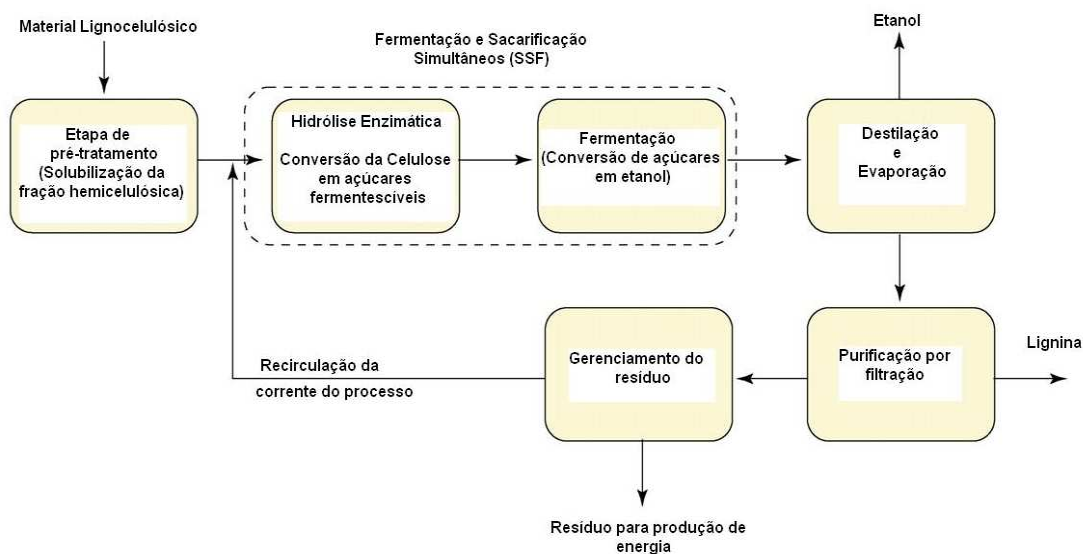 Material Lignocelulósico
Fermentação e Sacarificação
Simultâneos (SSF)
Etanol
Etapa de
pré-tratamento
(Solubilização da
fração hemicelulósica)
Hidrólise Enzimática
Conversão da Celulose
em açúcares
fermentescíveis
Fermentação
(Conversão de açúcares
em etanol)
Destilação
e
Evaporação
Purificação por
filtração
Lignina
Gerenciamento do
resíduo
Recirculação da
corrente do processo
Resíduo para produção de
energia